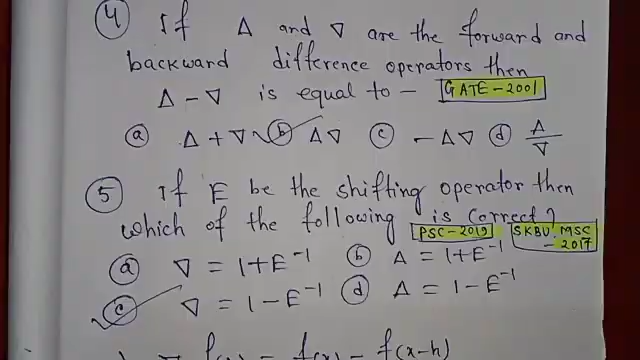 4 If Δ and ∇ are the forward and
backward difference operators then
Δ - ∇ is equal to - GATE-2001
a Δ + ∇ b Δ∇ c -Δ∇ d Δ/∇
5 If E be the shifting operator then
which of the following is correct?
PSC-2019 SKBU MSC -2017
a ∇ = 1+E⁻¹ b Δ = 1+E⁻¹
c ∇ = 1-E⁻¹ d Δ = 1-E⁻¹
f(x) - f(x-h)